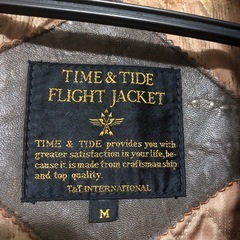 TIME & TIDE
FLIGHT JACKET
TIME & TIDE provides you with
greater satisfaction in your life, be-
cause it is made from craftsmanship
and top quality.
T&T INTERNATIONAL
M